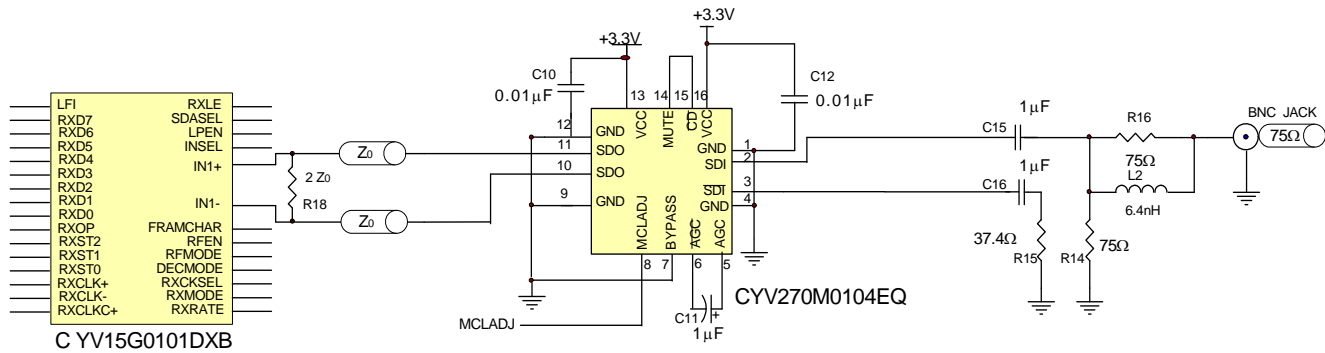 +3.3V
+3.3V
C10
0.01μF
C12
0.01μF
13
14
15
16
VCC
MUTE
CD
VCC
LFI
RXD7
RXD6
RXD5
RXD4
RXD3
RXD2
RXD1
RXD0
RXOP
RXST2
RXST1
RXST0
RXCLK+
RXCLK-
RXCLKC+
RXLE
SDASEL
LPEN
INSEL
IN1+
IN1-
FRAMCHAR
RFEN
RFMODE
DECMODE
RXCKSEL
RXMODE
RXRATE
C YV15G0101DXB
Z0
2 Z0
R18
Z0
12
11
10
9
GND
SDO
SDO
GND
GND
SDI
SDI
GND
1
2
3
4
MCLADJ
BYPASS
AGC
AGC
8
7
6
5
MCLADJ
C11
+
1μF
CYV270M0104EQ
1μF
C15
1μF
C16
37.4Ω
R15
R16
75Ω
L2
6.4nH
75Ω
R14
BNC JACK
75Ω